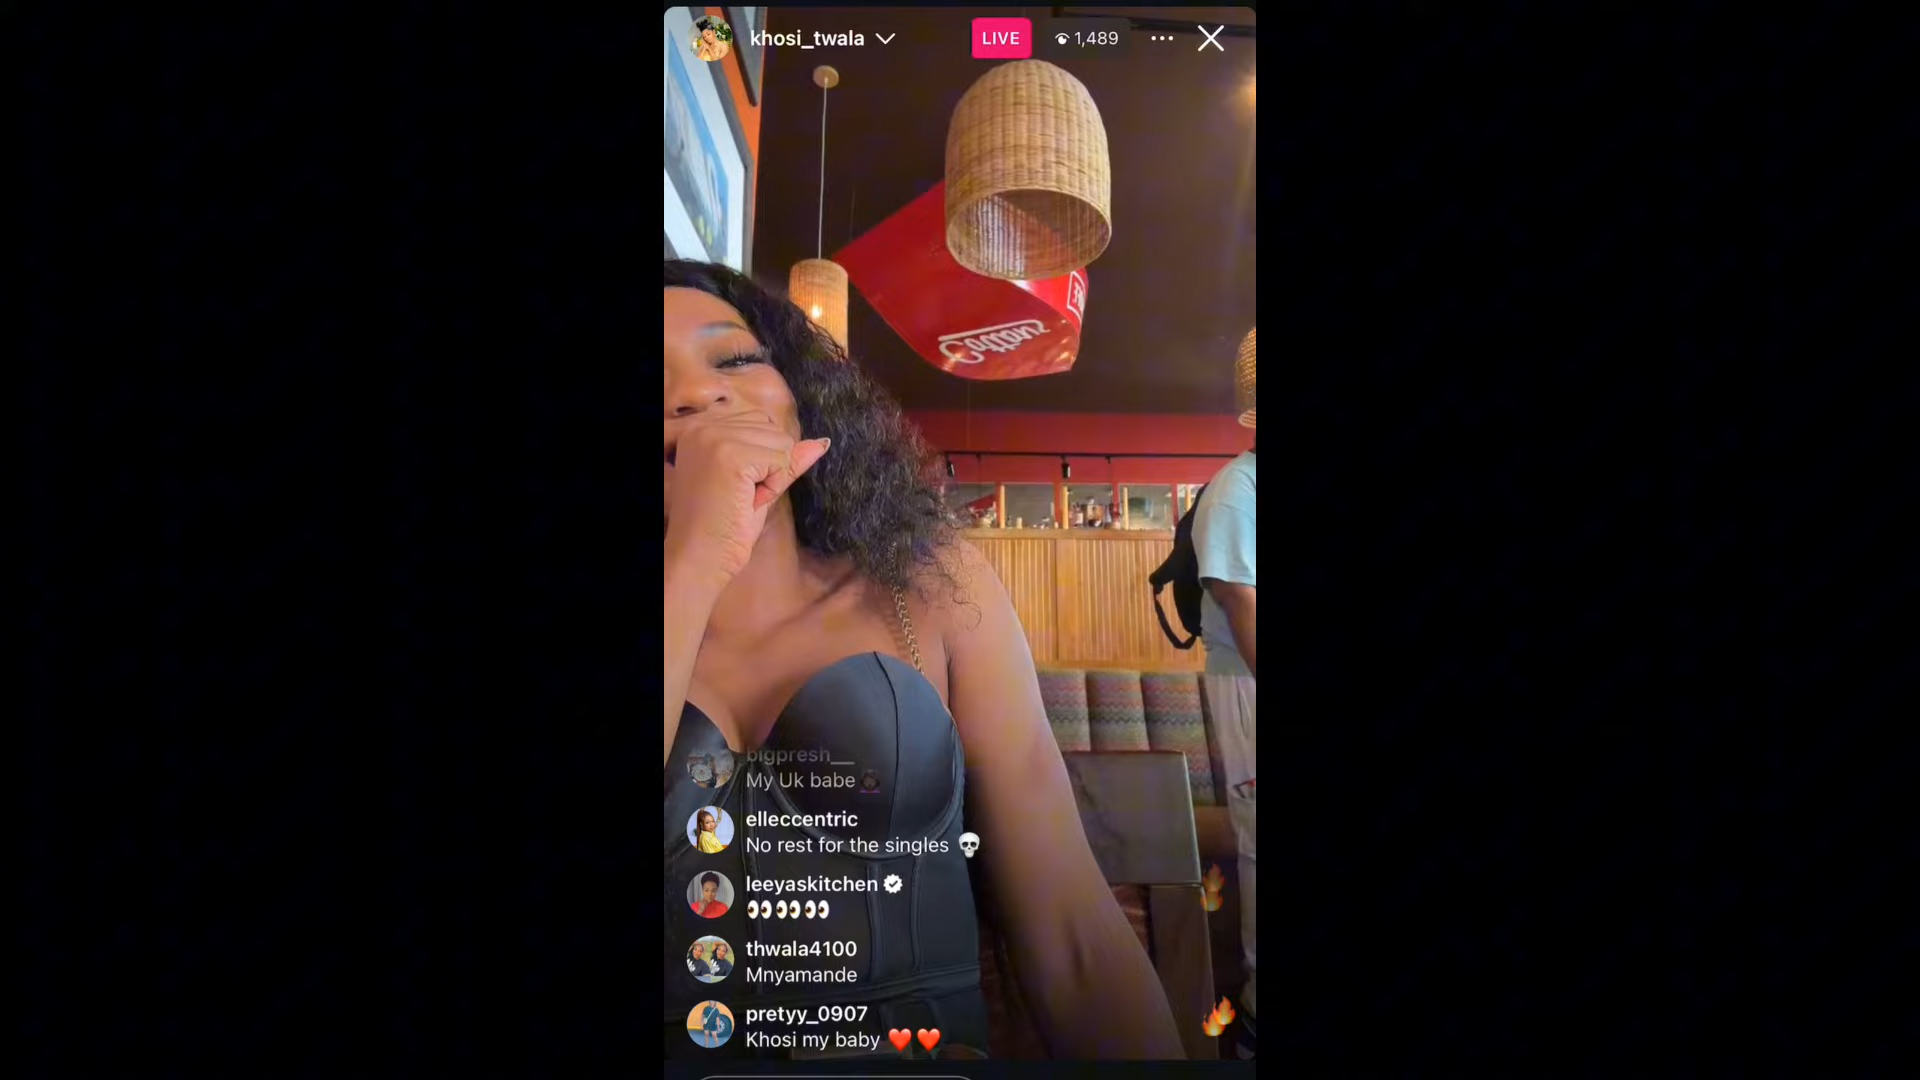 khosi_twala
LIVE
1,489
Cottons
bigpresh__
My Uk babe
elleccentric
No rest for the singles
leeyaskitchen
thwala4100
Mnyamande
pretyy_0907
Khosi my baby